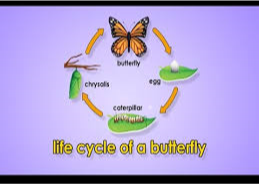 butterfly
egg
chrysalis
caterpillar
life cycle of a butterfly